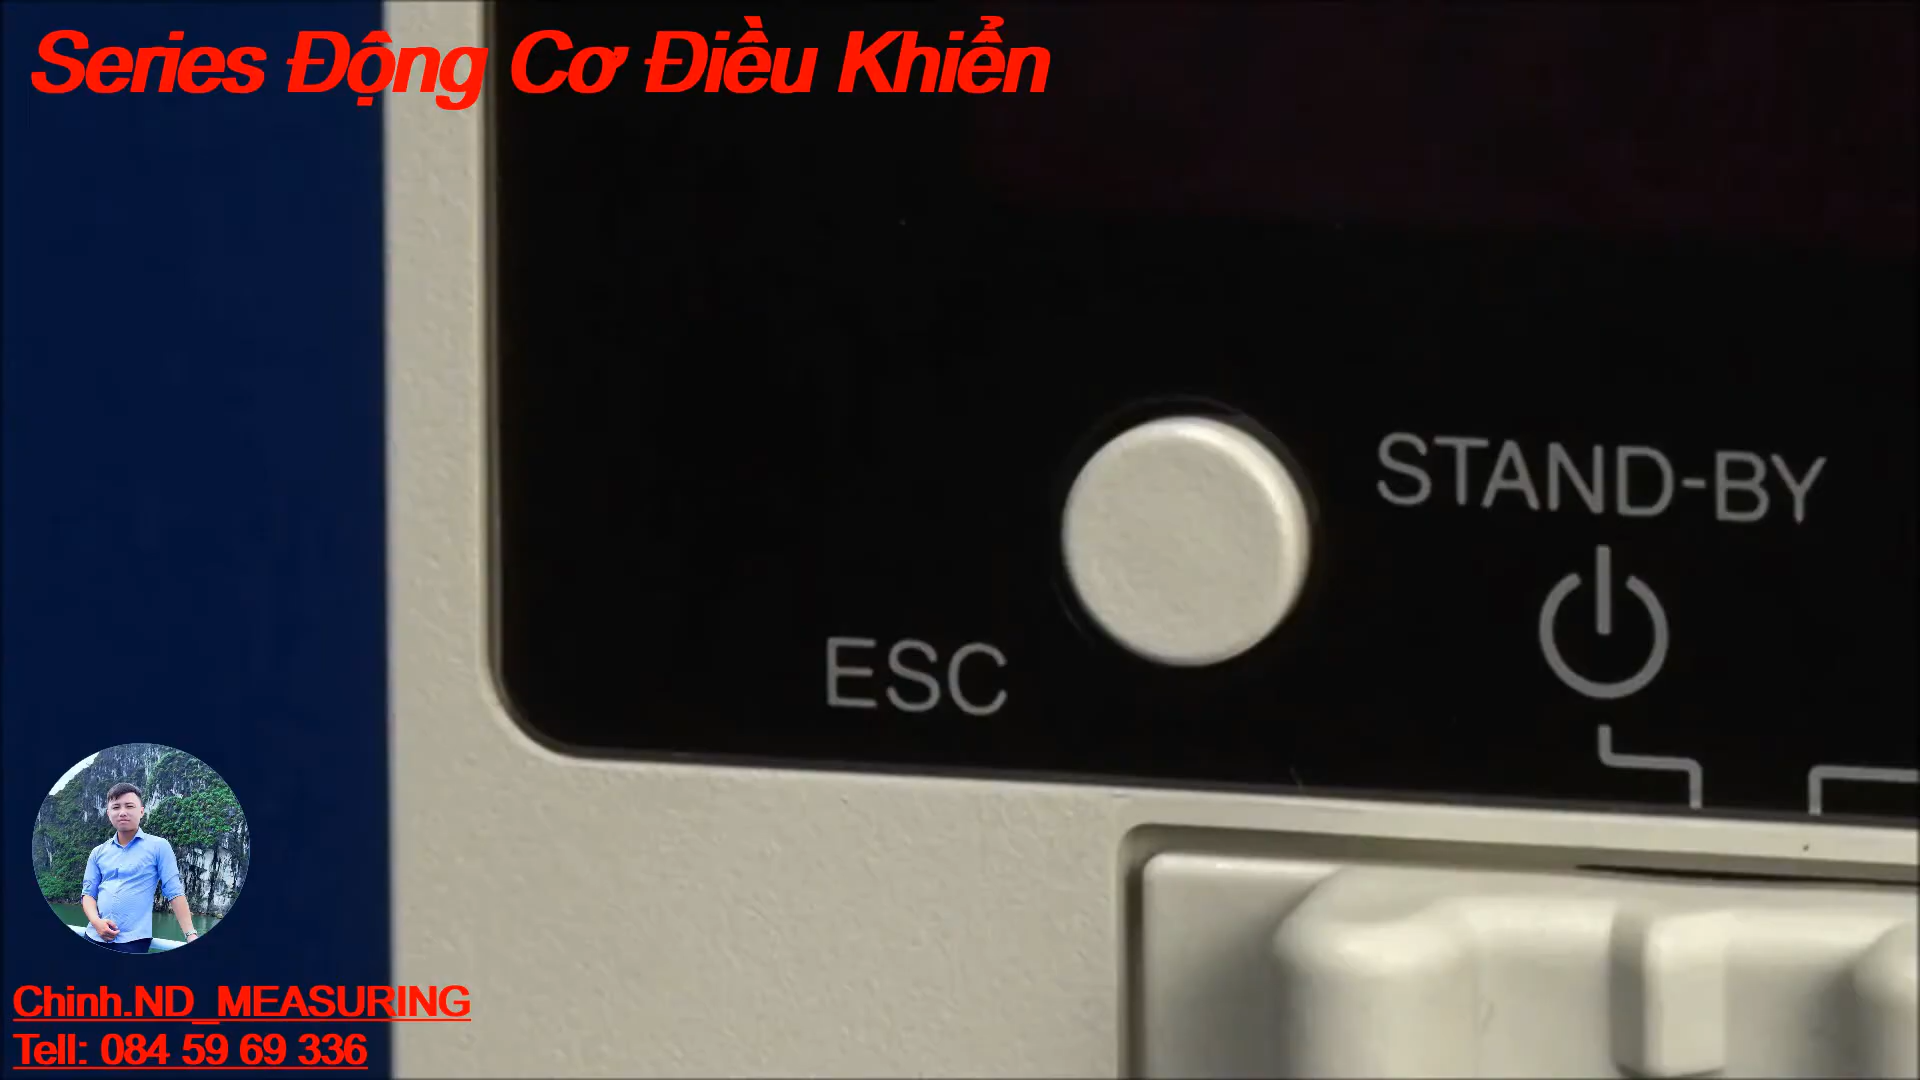 Series Động Cơ Điều Khiển
STAND-BY
ESC
Chinh.ND_MEASURING
Tell: 084 59 69 336